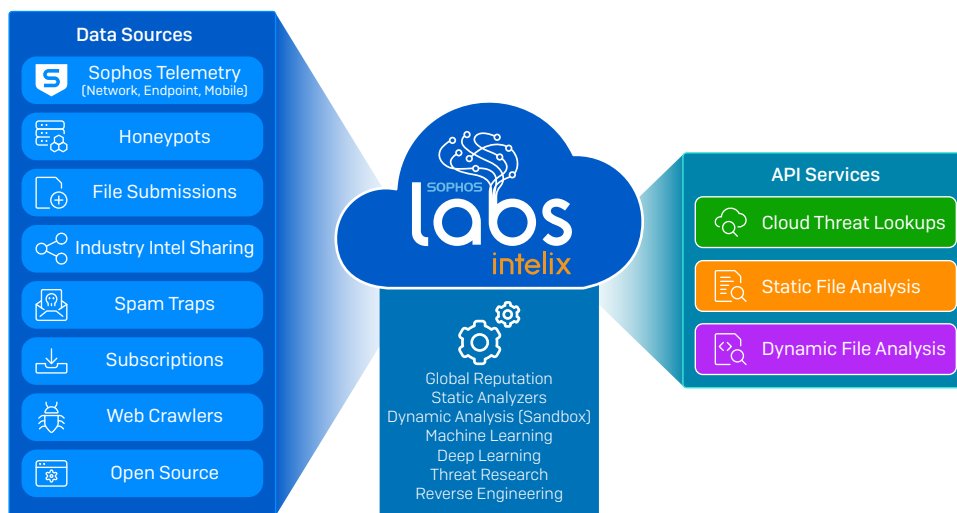 Data Sources
Sophos Telemetry
(Network, Endpoint, Mobile)
Honeypots
File Submissions
Industry Intel Sharing
Spam Traps
Subscriptions
Web Crawlers
Open Source
SOPHOS
labs
intelix
Global Reputation
Static Analyzers
Dynamic Analysis (Sandbox)
Machine Learning
Deep Learning
Threat Research
Reverse Engineering
API Services
Cloud Threat Lookups
Static File Analysis
Dynamic File Analysis